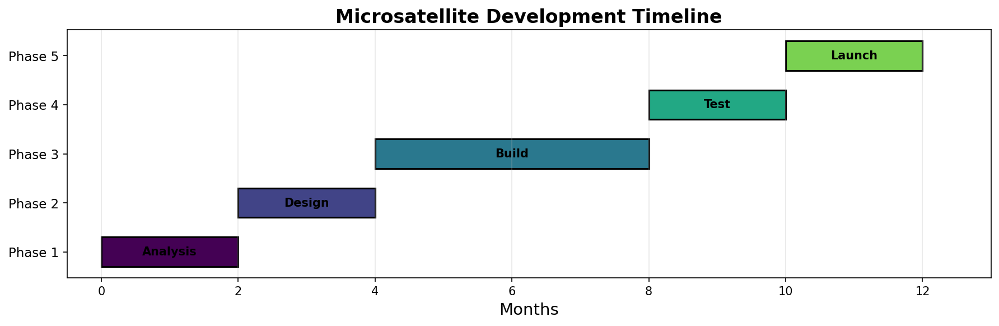 Microsatellite Development Timeline
Phase 5
Launch
Phase 4
Test
Phase 3
Build
Phase 2
Design
Phase 1
Analysis
0 2 4 6 8 10 12
Months